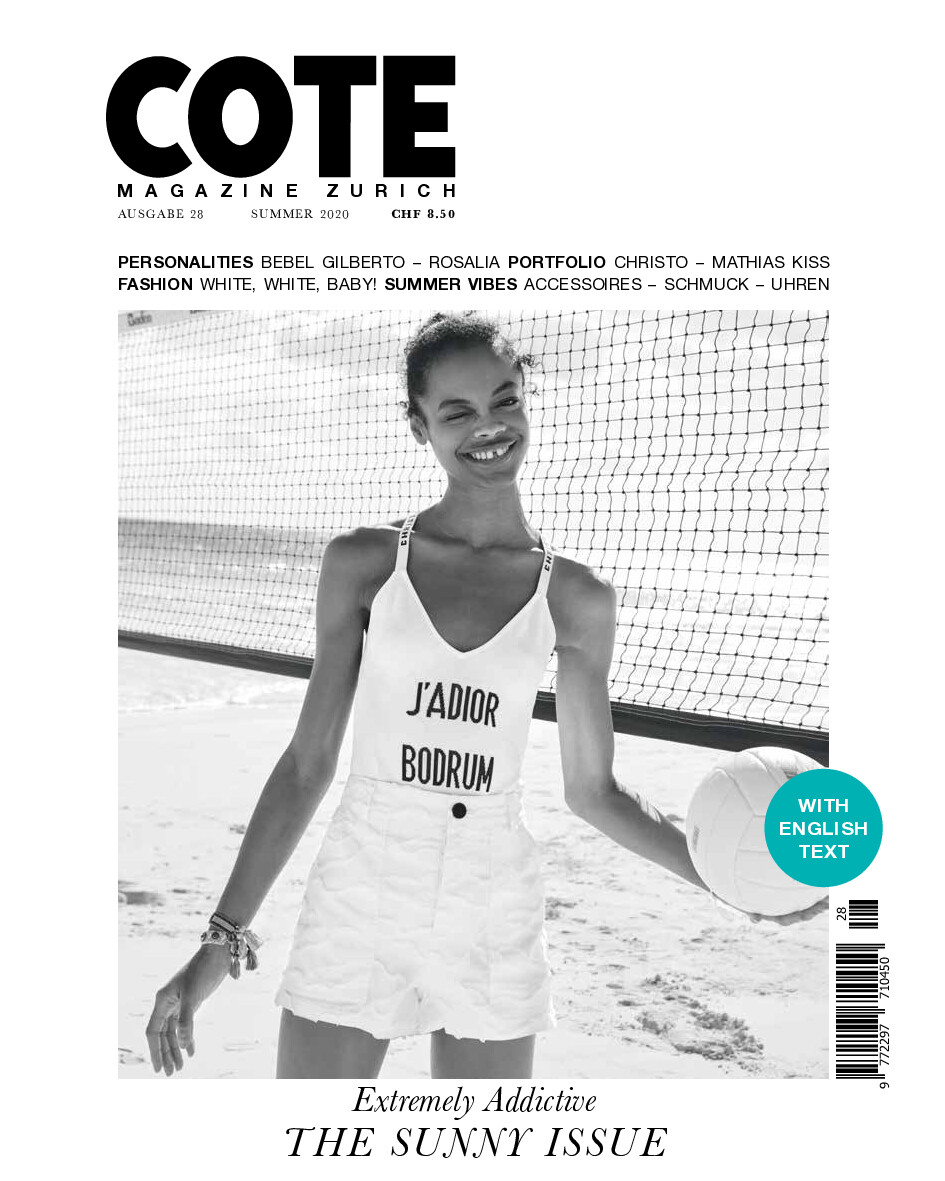 COTE
MAGAZINE ZURICH
AUSGABE 28 SUMMER 2020 CHF 8.50
PERSONALITIES BEBEL GILBERTO – ROSALIA PORTFOLIO CHRISTO – MATHIAS KISS
FASHION WHITE, WHITE, BABY! SUMMER VIBES ACCESSOIRES – SCHMUCK – UHREN
J'ADIOR
BODRUM
WITH
ENGLISH
TEXT
28
9 772297 710450
Extremely Addictive
THE SUNNY ISSUE